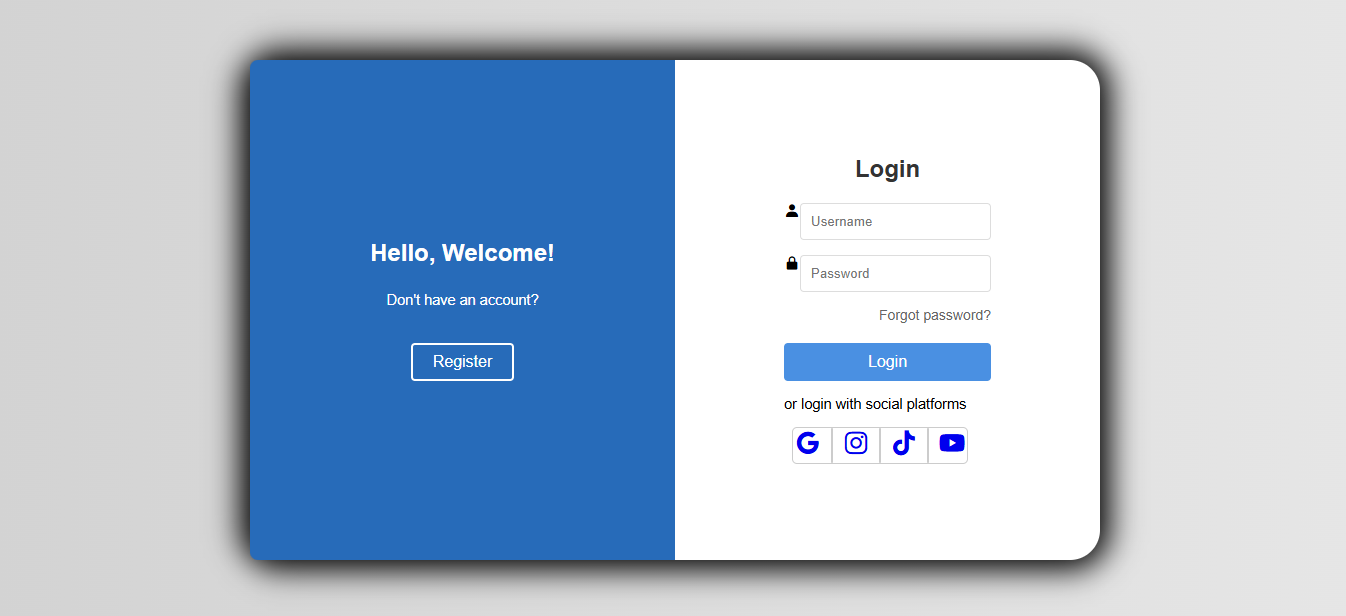 Hello, Welcome!
Don't have an account?
Register
Login
Username
Password
Forgot password?
Login
or login with social platforms